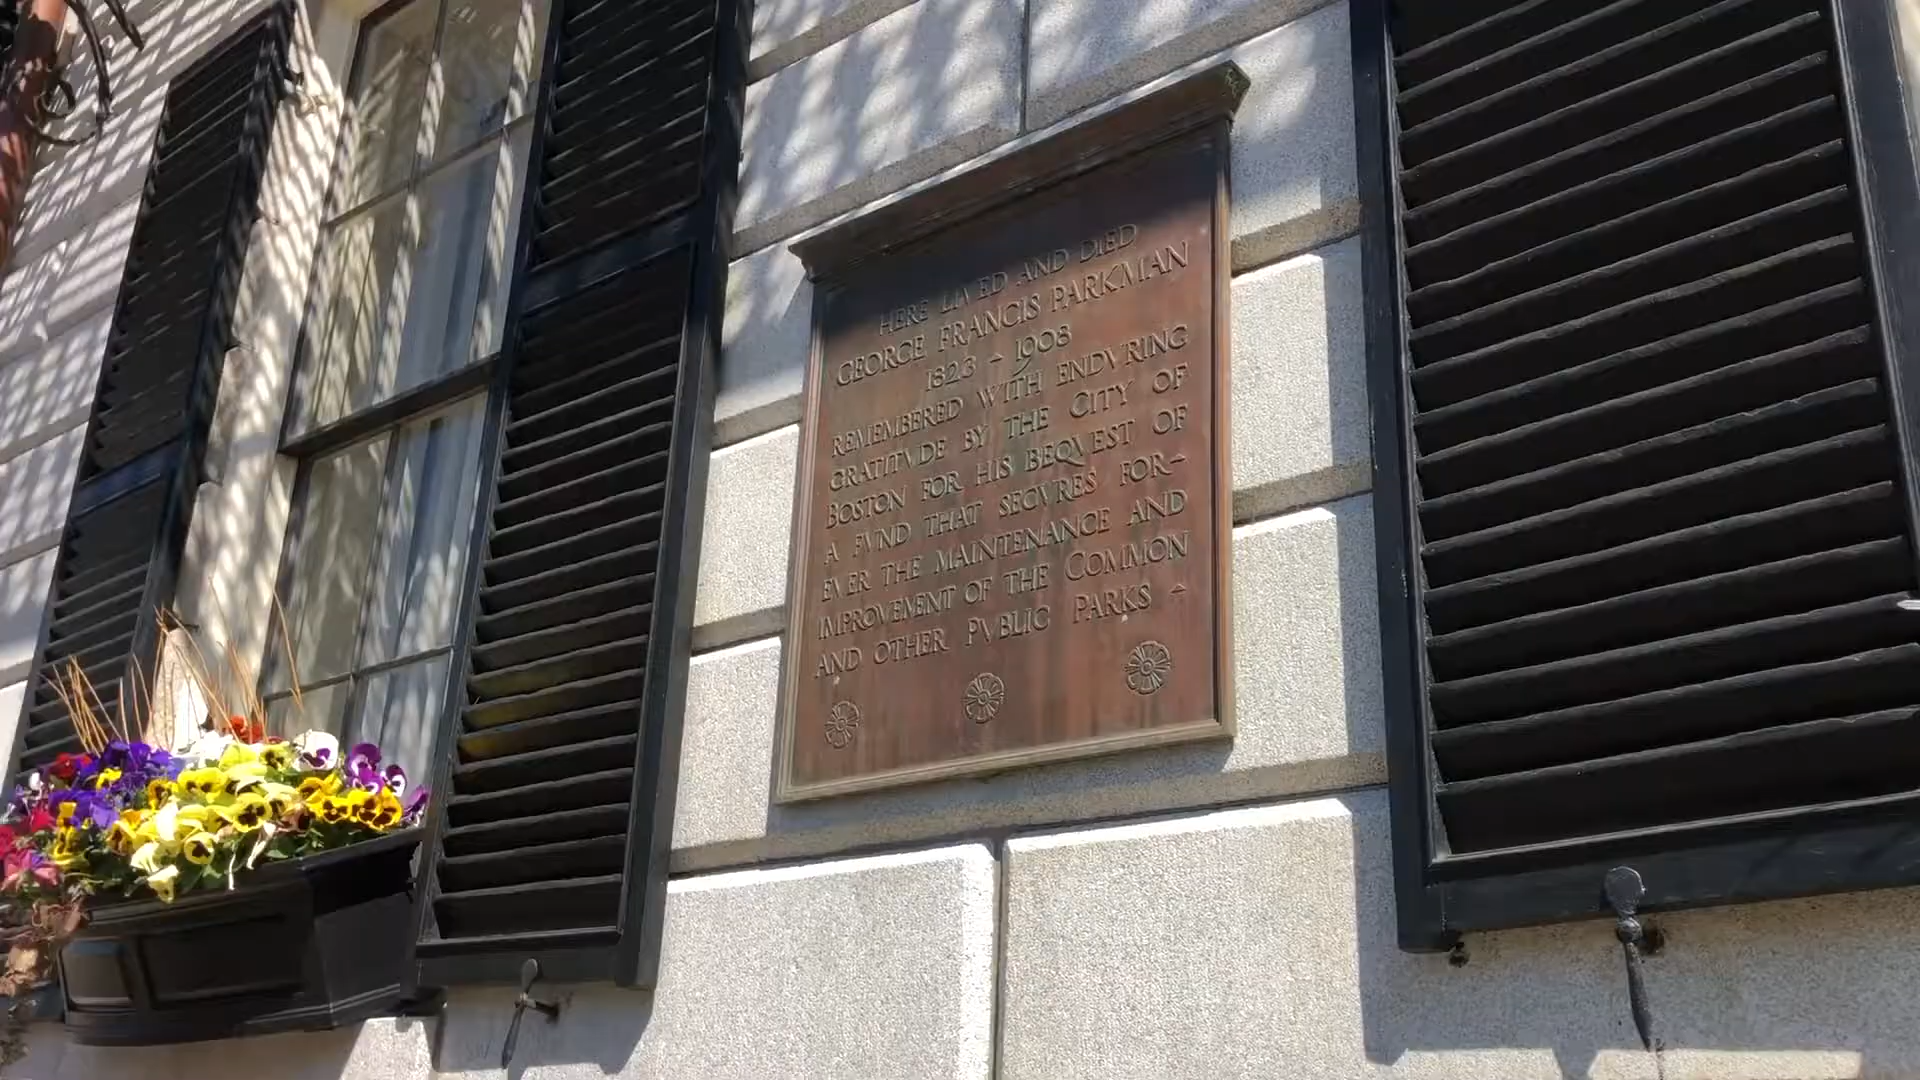 HERE LIVED AND DIED
GEORGE FRANCIS PARKMAN
1823 - 1908
REMEMBERED WITH ENDVRING
GRATITVDE BY THE CITY OF
BOSTON FOR HIS BEQVEST OF
A FVND THAT SECVRES FOR-
EVER THE MAINTENANCE AND
IMPROVEMENT OF THE COMMON
AND OTHER PVBLIC PARKS -